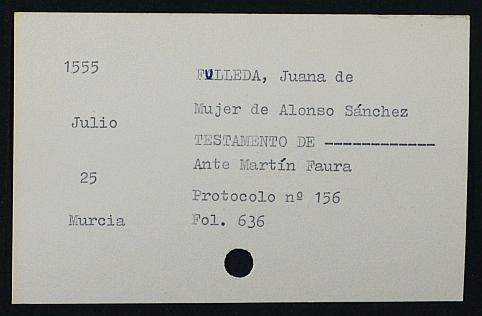 1555
FULLEDA, Juana de
Mujer de Alonso Sánchez
Julio
TESTAMENTO DE -------------
Ante Martín Faura
25
Protocolo nº 156
Murcia
Fol. 636